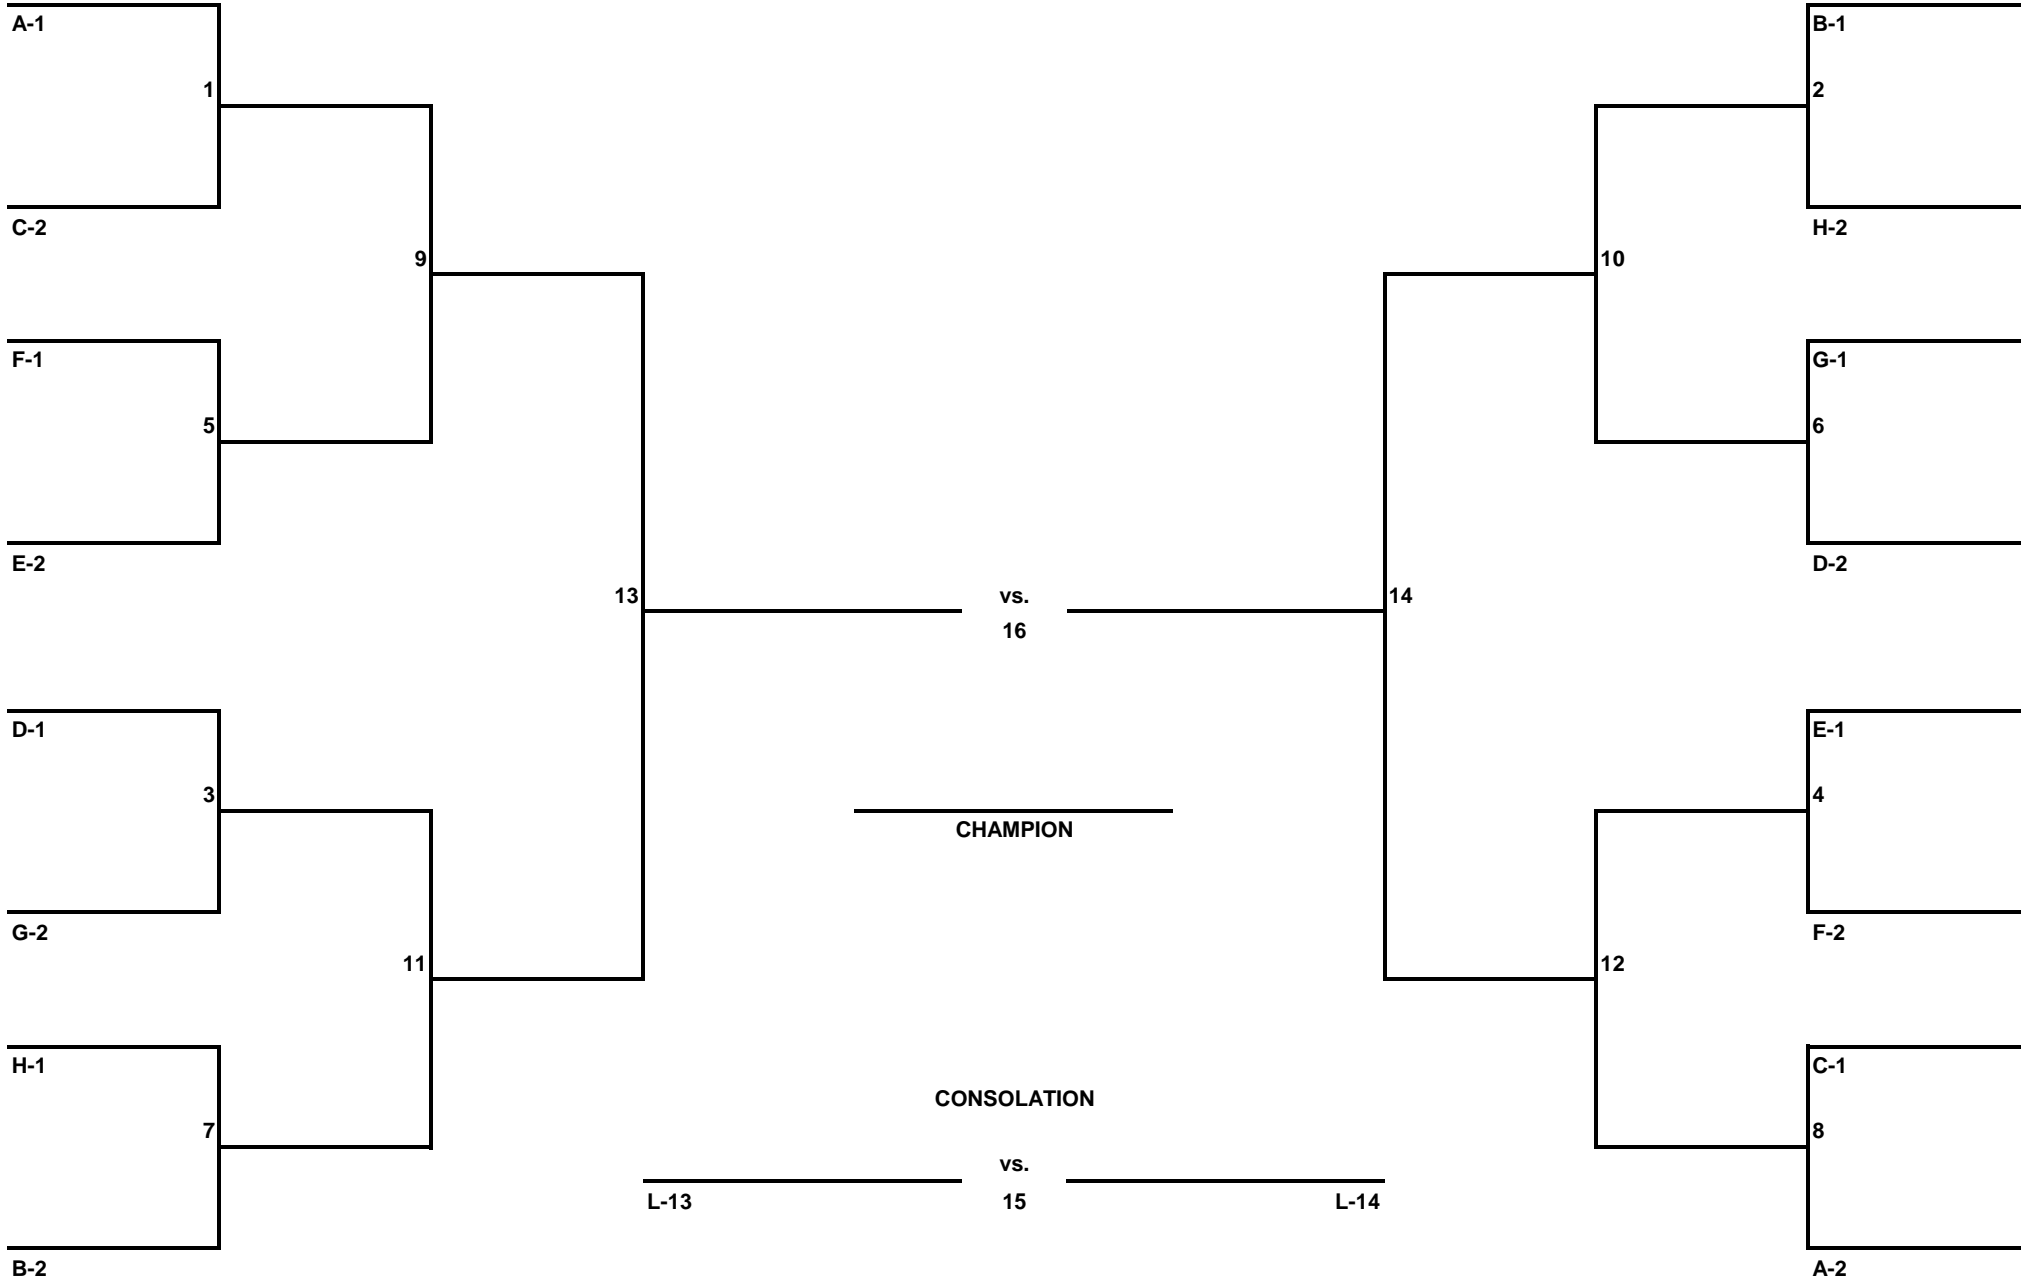 A-1
B-1
1
2
C-2
H-2
9
10
F-1
G-1
5
6
E-2
D-2
13
vs.
14
16
D-1
E-1
3
4
CHAMPION
G-2
F-2
11
12
H-1
C-1
CONSOLATION
7
8
vs.
L-13
15
L-14
B-2
A-2